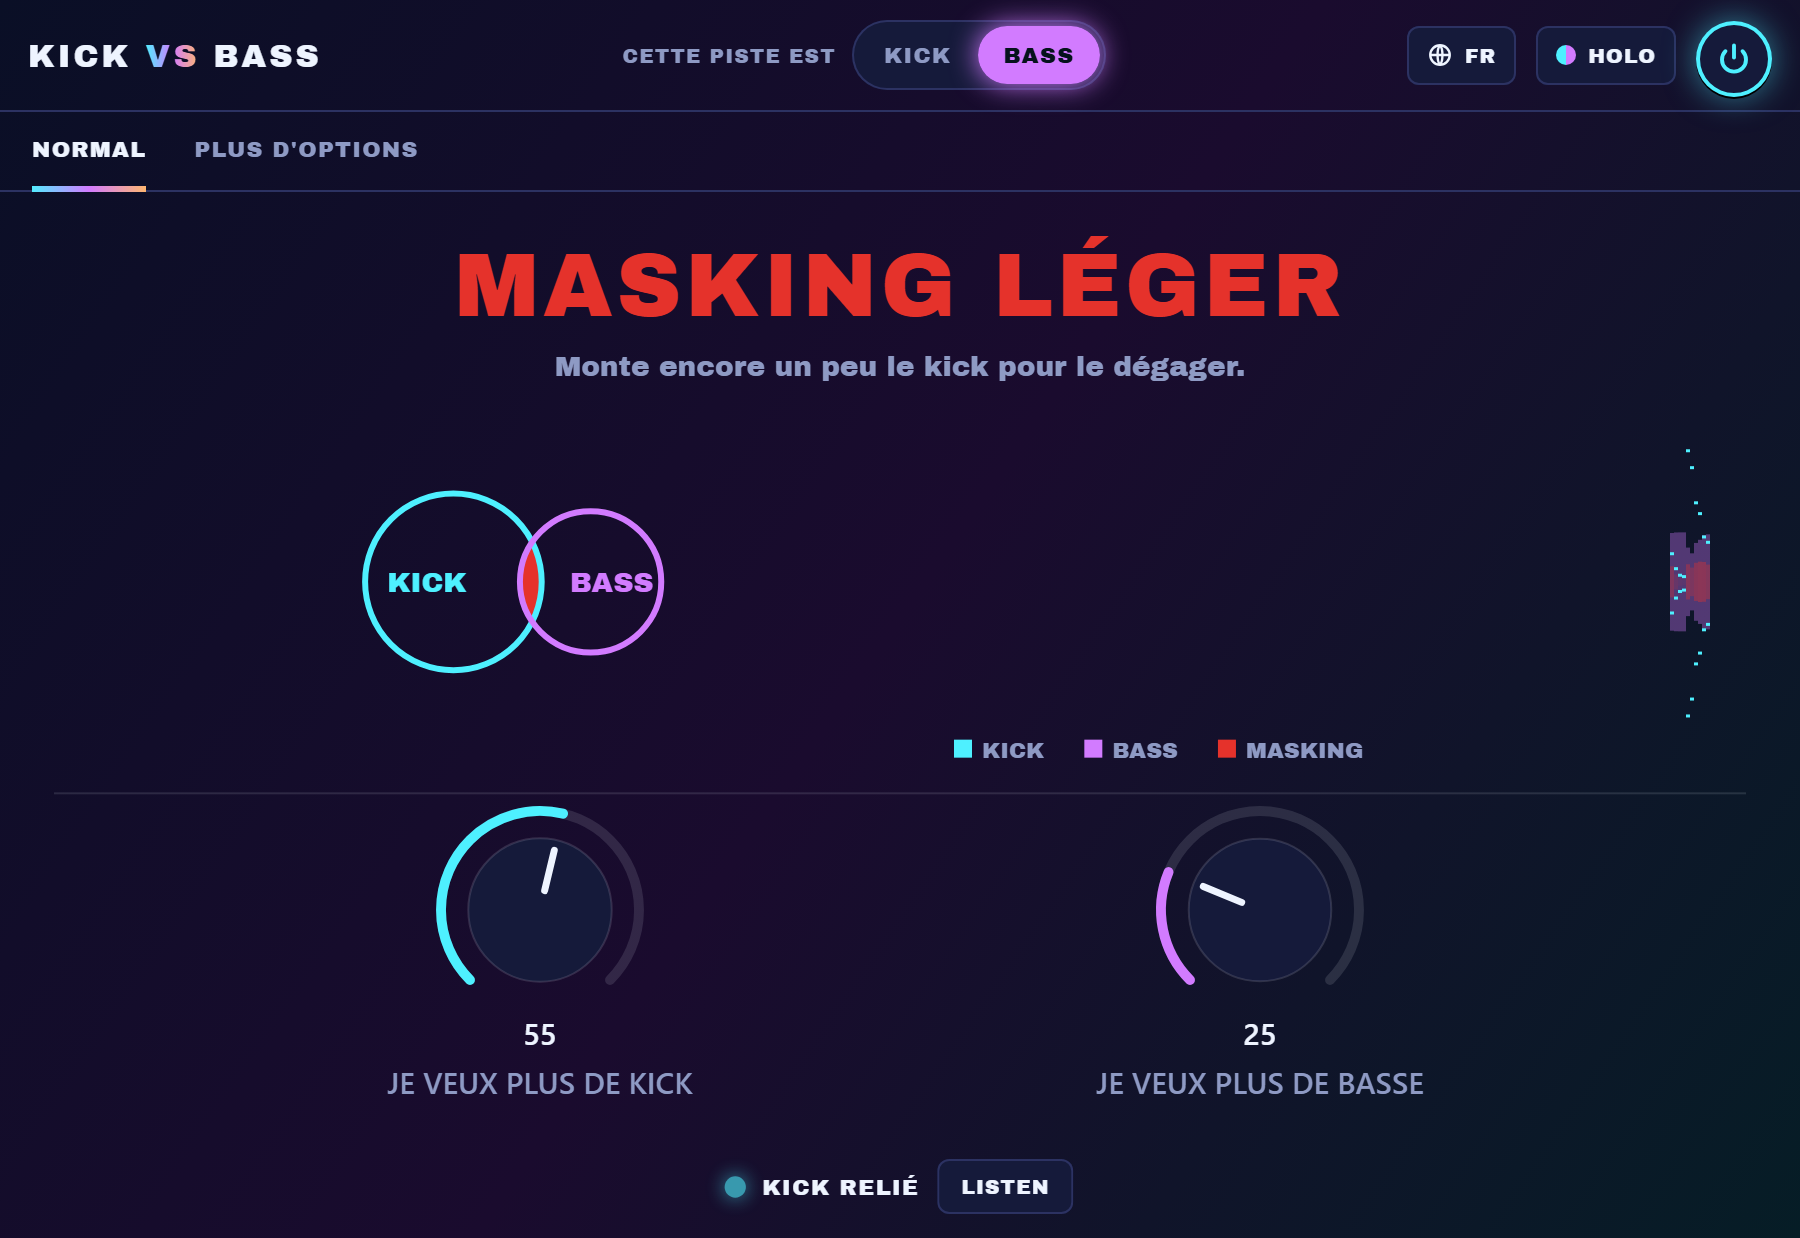 KICK VS BASS
CETTE PISTE EST
KICK
BASS
FR
HOLO
NORMAL
PLUS D'OPTIONS
MASKING LÉGER
Monte encore un peu le kick pour le dégager.
KICK
BASS
KICK
BASS
MASKING
55
25
JE VEUX PLUS DE KICK
JE VEUX PLUS DE BASSE
KICK RELIÉ
LISTEN